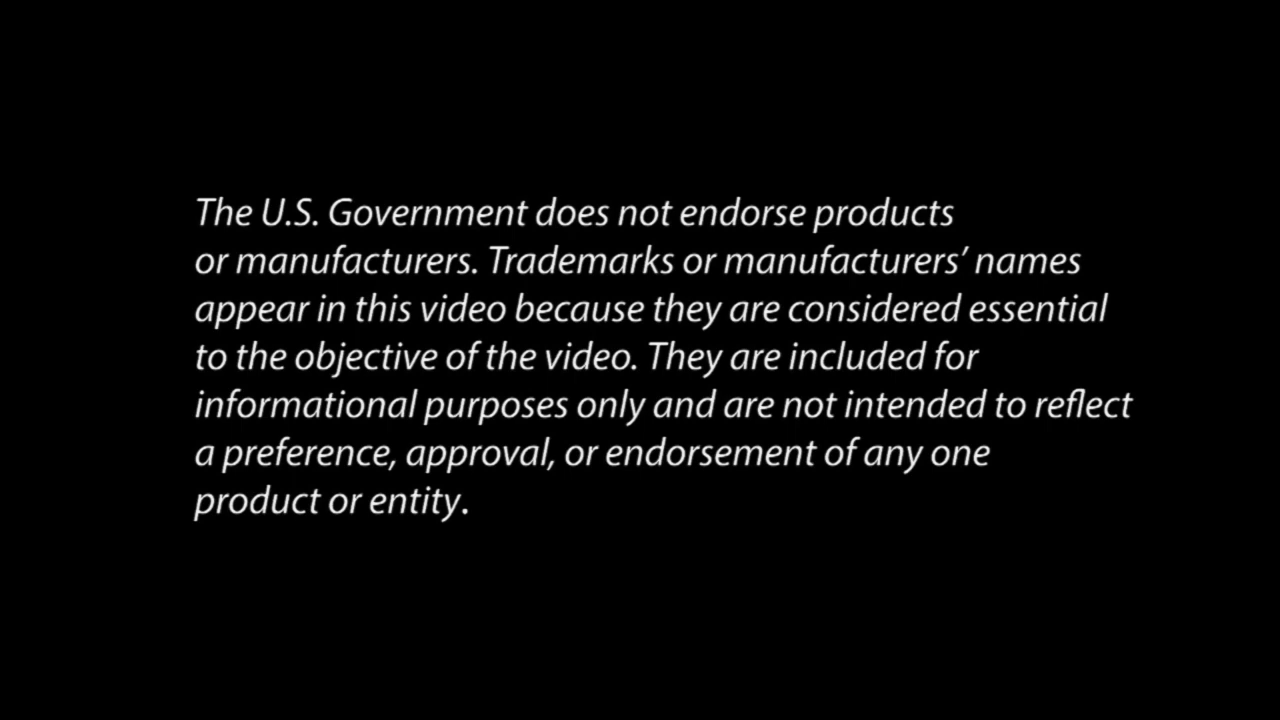 The U.S. Government does not endorse products
or manufacturers. Trademarks or manufacturers’ names
appear in this video because they are considered essential
to the objective of the video. They are included for
informational purposes only and are not intended to reflect
a preference, approval, or endorsement of any one
product or entity.